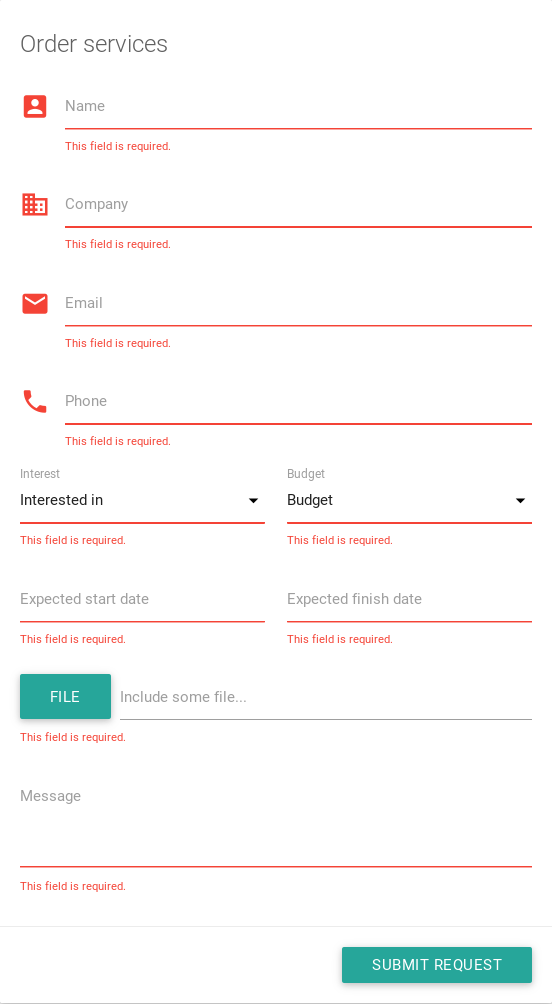 Order services
Name
This field is required.
Company
This field is required.
Email
This field is required.
Phone
This field is required.
Interest Budget
Interested in Budget
This field is required. This field is required.
Expected start date Expected finish date
This field is required. This field is required.
FILE Include some file...
This field is required.
Message
This field is required.
SUBMIT REQUEST